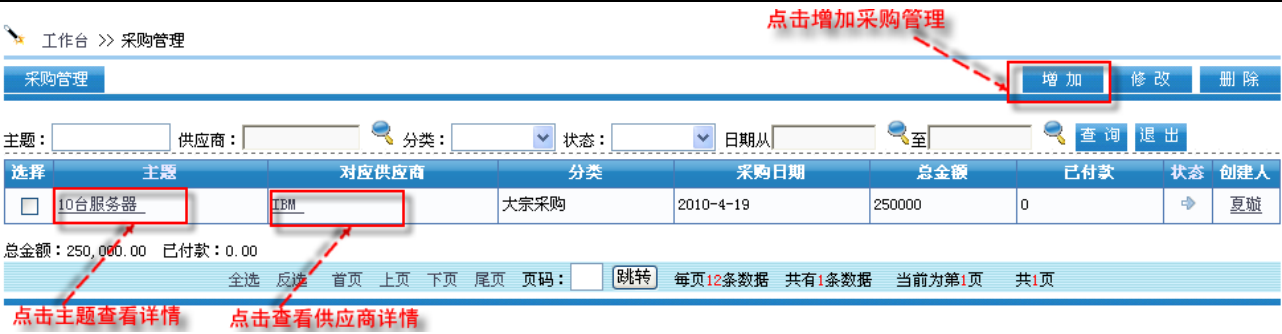 点击增加采购管理
工作台 >> 采购管理
采购管理 增 加 修 改 删 除
主题： 供应商： 分类： 状态： 日期从 至 查 询 退 出
选择 主题 对应供应商 分类 采购日期 总金额 已付款 状态 创建人
10台服务器 IBM 大宗采购 2010-4-19 250000 0 夏璇
总金额：250,000.00 已付款：0.00
全选 反选 首页 上页 下页 尾页 页码： 跳转 每页12条数据 共有1条数据 当前为第1页 共1页
点击主题查看详情 点击查看供应商详情